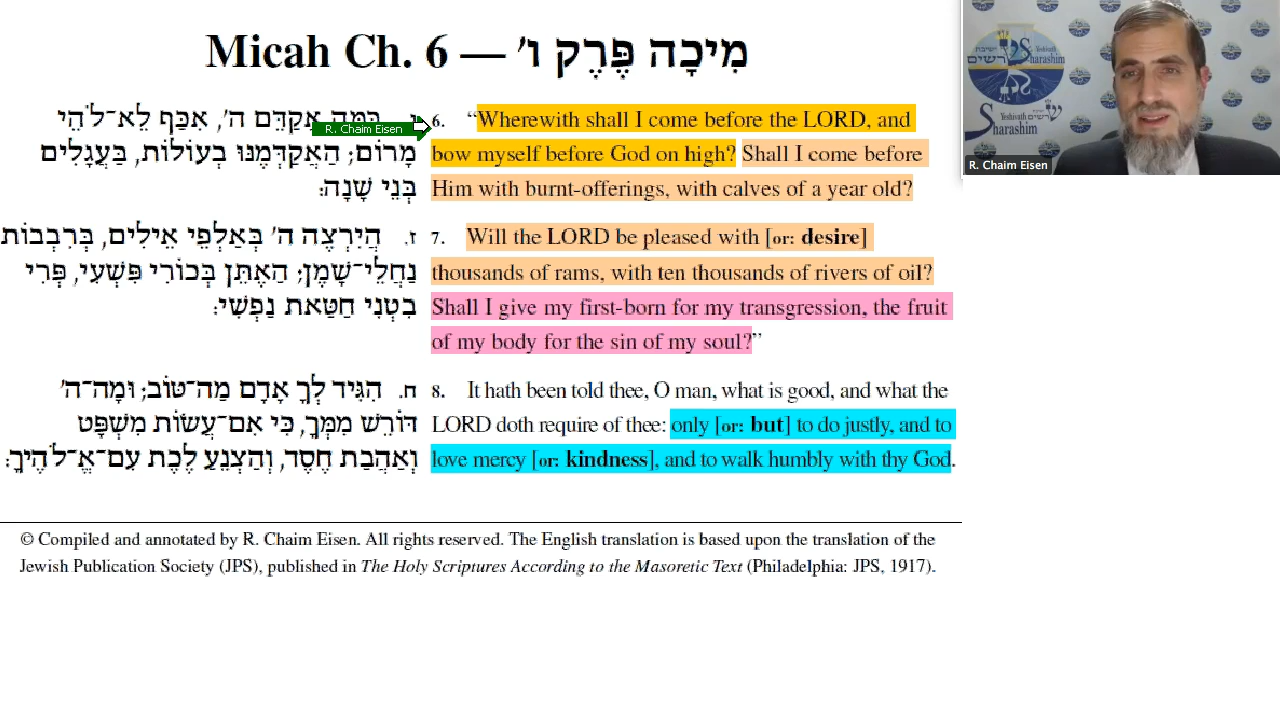 Micah Ch. 6 — מִיכָה פֶּרֶק ו'
אֲקַדֵּם ה', אִכַּף לֵא־לֹהֵי
מָרוֹם; הַאֲקַדְּמֶנּוּ בְעוֹלוֹת, בַּעֲגָלִים
בְּנֵי שָׁנָה:
6. “Wherewith shall I come before the LORD, and
bow myself before God on high? Shall I come before
Him with burnt-offerings, with calves of a year old?
ז. הֲיִרְצֶה ה' בְּאַלְפֵי אֵילִים, בְּרִבְבוֹת
נַחֲלֵי־שָׁמֶן; הַאֶתֵּן בְּכוֹרִי פִּשְׁעִי, פְּרִי
בִטְנִי חַטַּאת נַפְשִׁי:
7. Will the LORD be pleased with [or: desire]
thousands of rams, with ten thousands of rivers of oil?
Shall I give my first-born for my transgression, the fruit
of my body for the sin of my soul?”
ח. הִגִּיד לְךָ אָדָם מַה־טּוֹב; וּמָה־ה'
דּוֹרֵשׁ מִמְּךָ, כִּי אִם־עֲשׂוֹת מִשְׁפָּט
וְאַהֲבַת חֶסֶד, וְהַצְנֵעַ לֶכֶת עִם־אֱ־לֹהֶיךָ:
8. It hath been told thee, O man, what is good, and what the
LORD doth require of thee: only [or: but] to do justly, and to
love mercy [or: kindness], and to walk humbly with thy God.
© Compiled and annotated by R. Chaim Eisen. All rights reserved. The English translation is based upon the translation of the
Jewish Publication Society (JPS), published in The Holy Scriptures According to the Masoretic Text (Philadelphia: JPS, 1917).
R. Chaim Eisen
Yeshivath
Sharashim
Yeshivath
Sharashim
R. Chaim Eisen